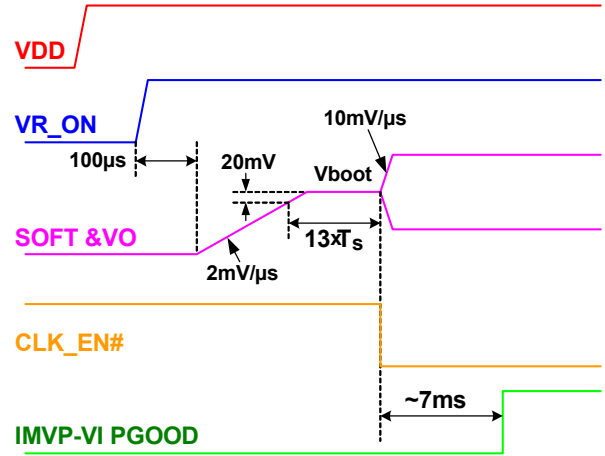 VDD
VR_ON
10mV/µs
100µs
20mV
Vboot
SOFT &VO
13xTs
2mV/µs
CLK_EN#
~7ms
IMVP-VI PGOOD